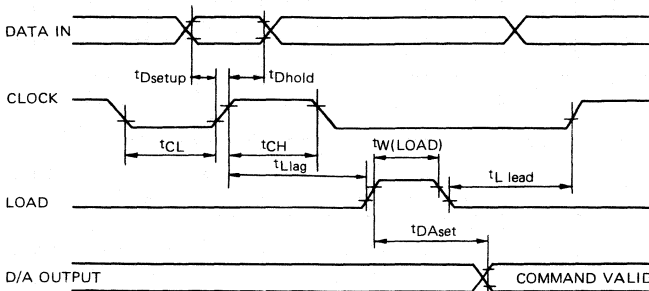 DATA IN
tDsetup
tDhold
CLOCK
tCL
tCH
tW(LOAD)
tLlag
tL lead
LOAD
tDAset
D/A OUTPUT
COMMAND VALID